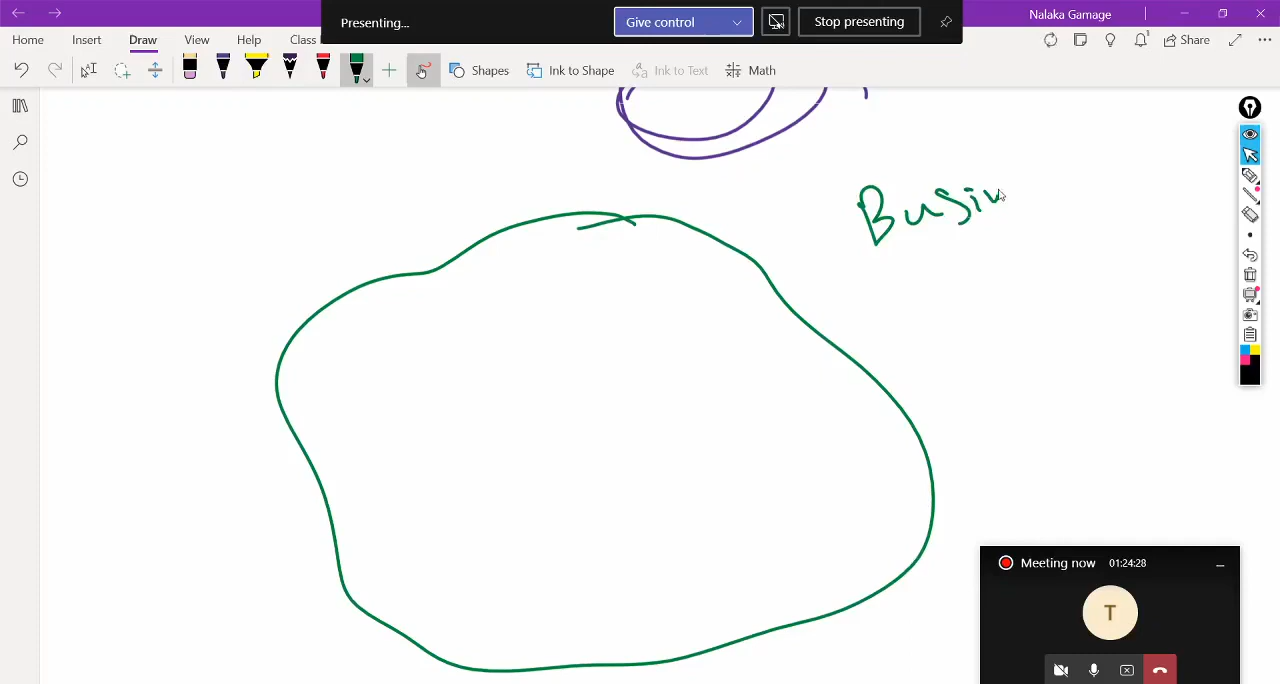 Presenting...
Give control
Stop presenting
Nalaka Gamage
Home Insert Draw View Help Class
Share
Shapes
Ink to Shape
Ink to Text
Math
Busin
Meeting now 01:24:28
T